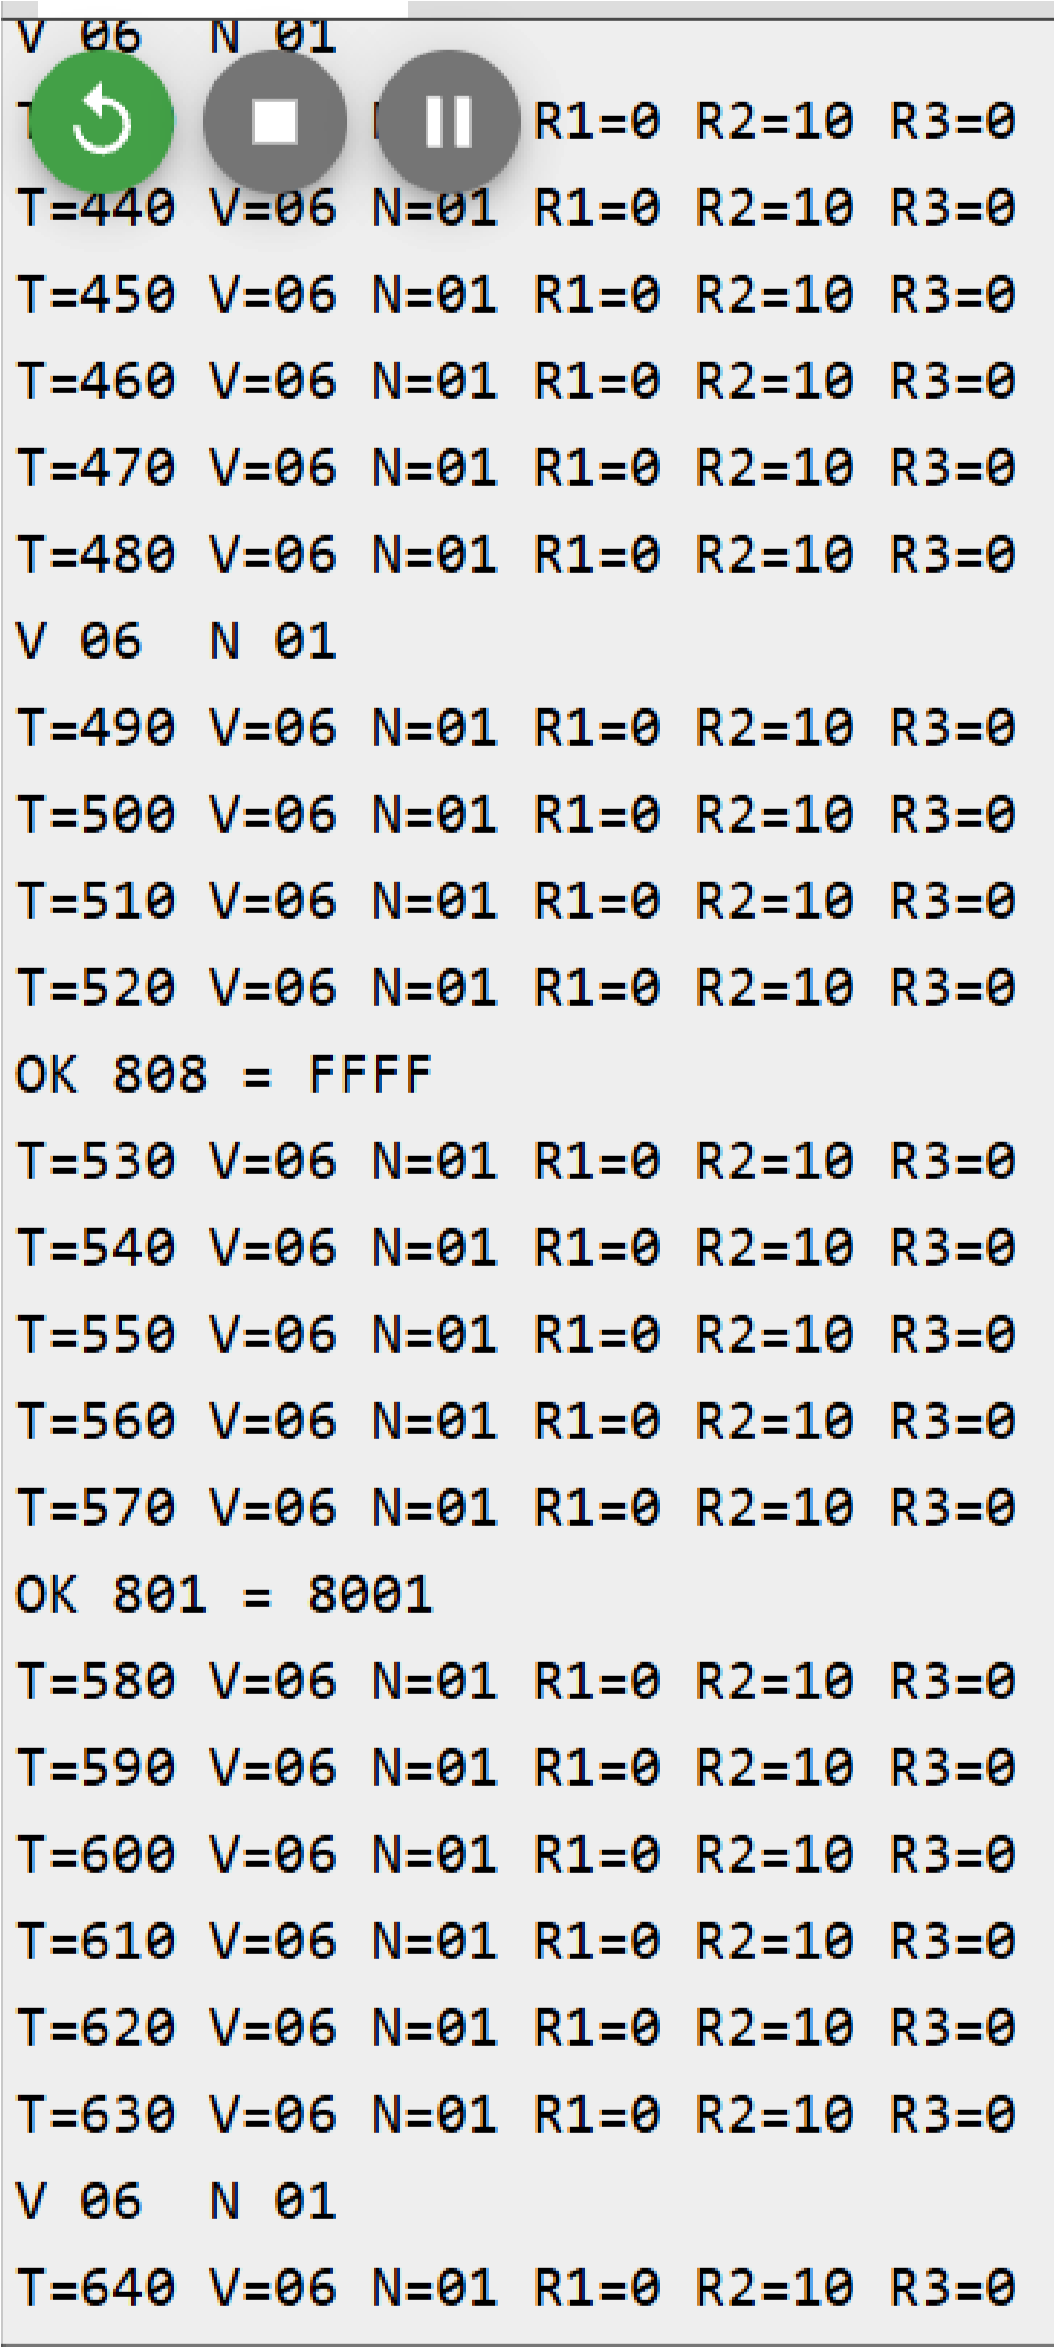 V 06  N 01
R1=0 R2=10 R3=0
T=440 V=06 N=01 R1=0 R2=10 R3=0
T=450 V=06 N=01 R1=0 R2=10 R3=0
T=460 V=06 N=01 R1=0 R2=10 R3=0
T=470 V=06 N=01 R1=0 R2=10 R3=0
T=480 V=06 N=01 R1=0 R2=10 R3=0
V 06  N 01
T=490 V=06 N=01 R1=0 R2=10 R3=0
T=500 V=06 N=01 R1=0 R2=10 R3=0
T=510 V=06 N=01 R1=0 R2=10 R3=0
T=520 V=06 N=01 R1=0 R2=10 R3=0
OK 808 = FFFF
T=530 V=06 N=01 R1=0 R2=10 R3=0
T=540 V=06 N=01 R1=0 R2=10 R3=0
T=550 V=06 N=01 R1=0 R2=10 R3=0
T=560 V=06 N=01 R1=0 R2=10 R3=0
T=570 V=06 N=01 R1=0 R2=10 R3=0
OK 801 = 8001
T=580 V=06 N=01 R1=0 R2=10 R3=0
T=590 V=06 N=01 R1=0 R2=10 R3=0
T=600 V=06 N=01 R1=0 R2=10 R3=0
T=610 V=06 N=01 R1=0 R2=10 R3=0
T=620 V=06 N=01 R1=0 R2=10 R3=0
T=630 V=06 N=01 R1=0 R2=10 R3=0
V 06  N 01
T=640 V=06 N=01 R1=0 R2=10 R3=0